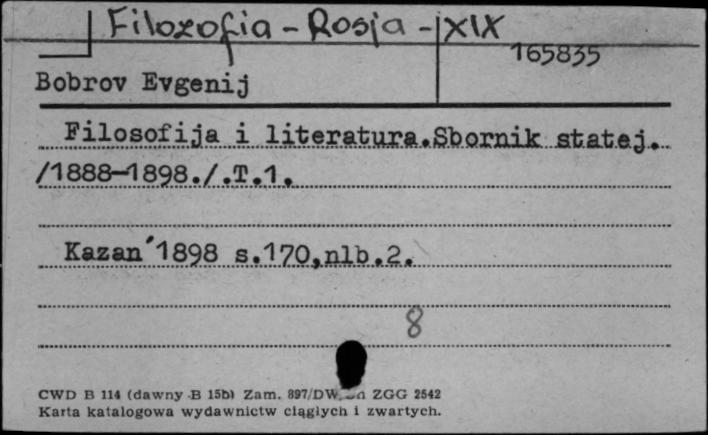 Filozofia - Rosja - XIX
165835
Bobrov Evgenij
Filosofija i literatura.Sbornik statej.
/1888-1898./.T.1.
Kazan´1898 s.170,nlb.2.
8
CWD B 114 (dawny B 15b) Zam. 897/DW ZGG 2542
Karta katalogowa wydawnictw ciągłych i zwartych.